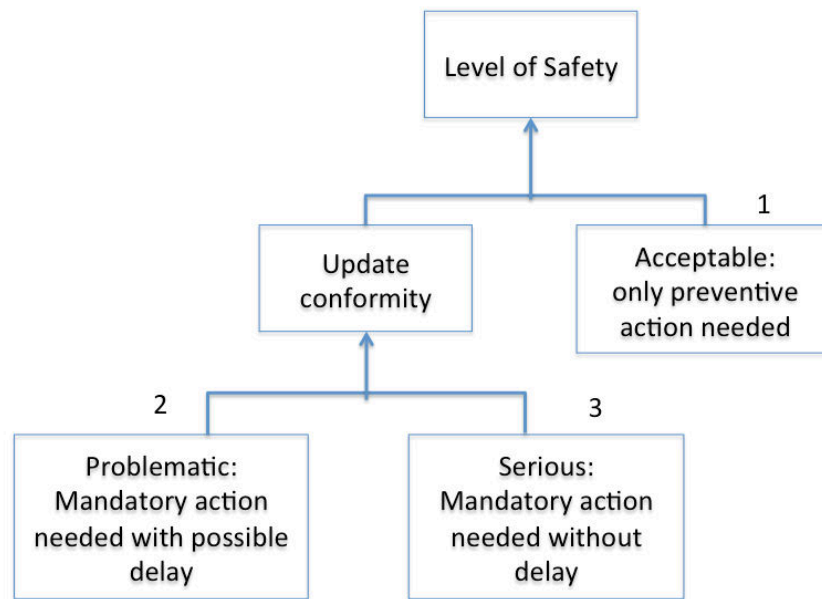 Level of Safety
1
Update
conformity
Acceptable:
only preventive
action needed
2
3
Problematic:
Mandatory action
needed with possible
delay
Serious:
Mandatory action
needed without
delay